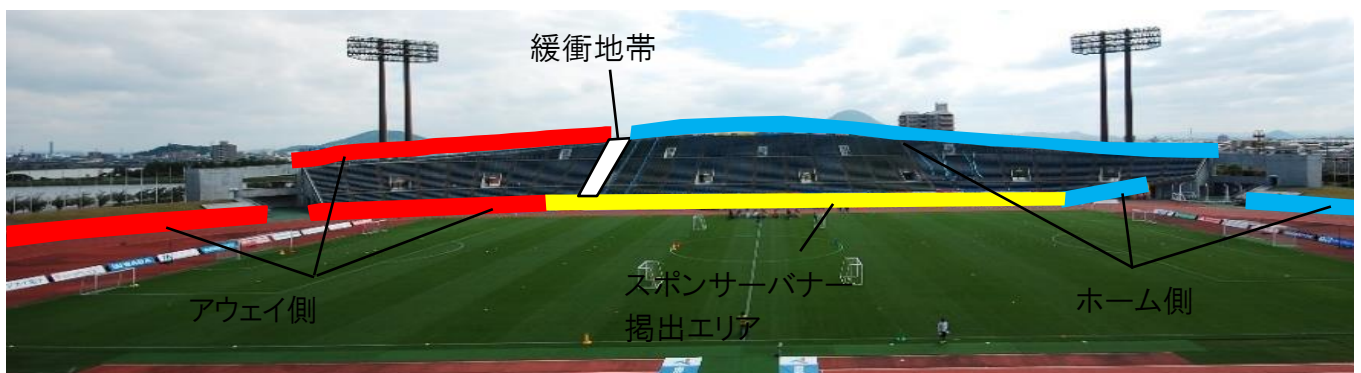 緩衝地帯
アウェイ側
スポンサーバナー
掲出エリア
ホーム側